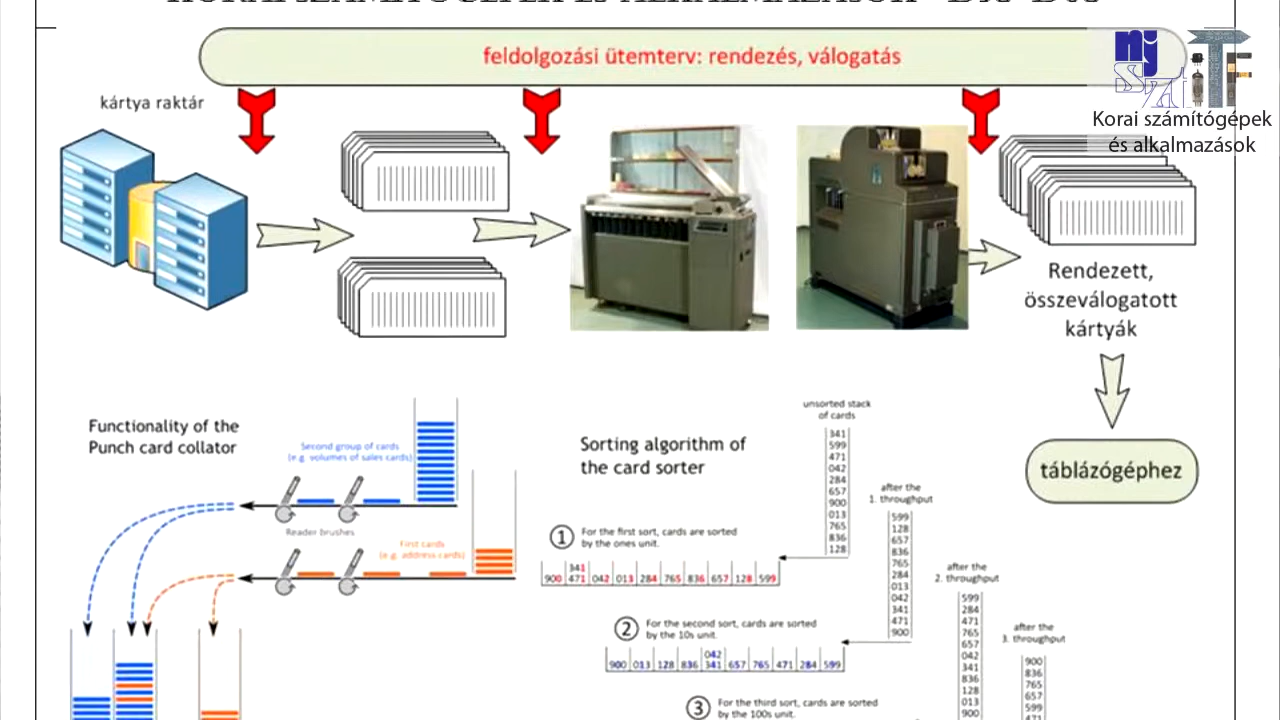 feldolgozási ütemterv: rendezés, válogatás
Korai számítógépek
és alkalmazások
kártya raktár
Rendezett,
összeválogatott
kártyák
táblázógéphez
Functionality of the
Punch card collator
Second group of cards
(e.g. volumes of sales cards)
Reader brushes
First cards
(e.g. address cards)
Sorting algorithm of
the card sorter
unsorted stack
of cards
341
599
471
042
284
657
900
013
765
836
128
1
For the first sort, cards are sorted
by the ones unit.
341
900 471 042 013 284 765 836 657 128 599
after the
1. throughput
599
128
657
836
765
284
013
042
341
471
900
2
For the second sort, cards are sorted
by the 10s unit.
042
900 013 128 836 341 657 765 471 284 599
after the
2. throughput
599
284
471
765
657
042
341
836
128
013
900
3
For the third sort, cards are sorted
by the 100s unit.
after the
3. throughput
900
836
765
657
599
471